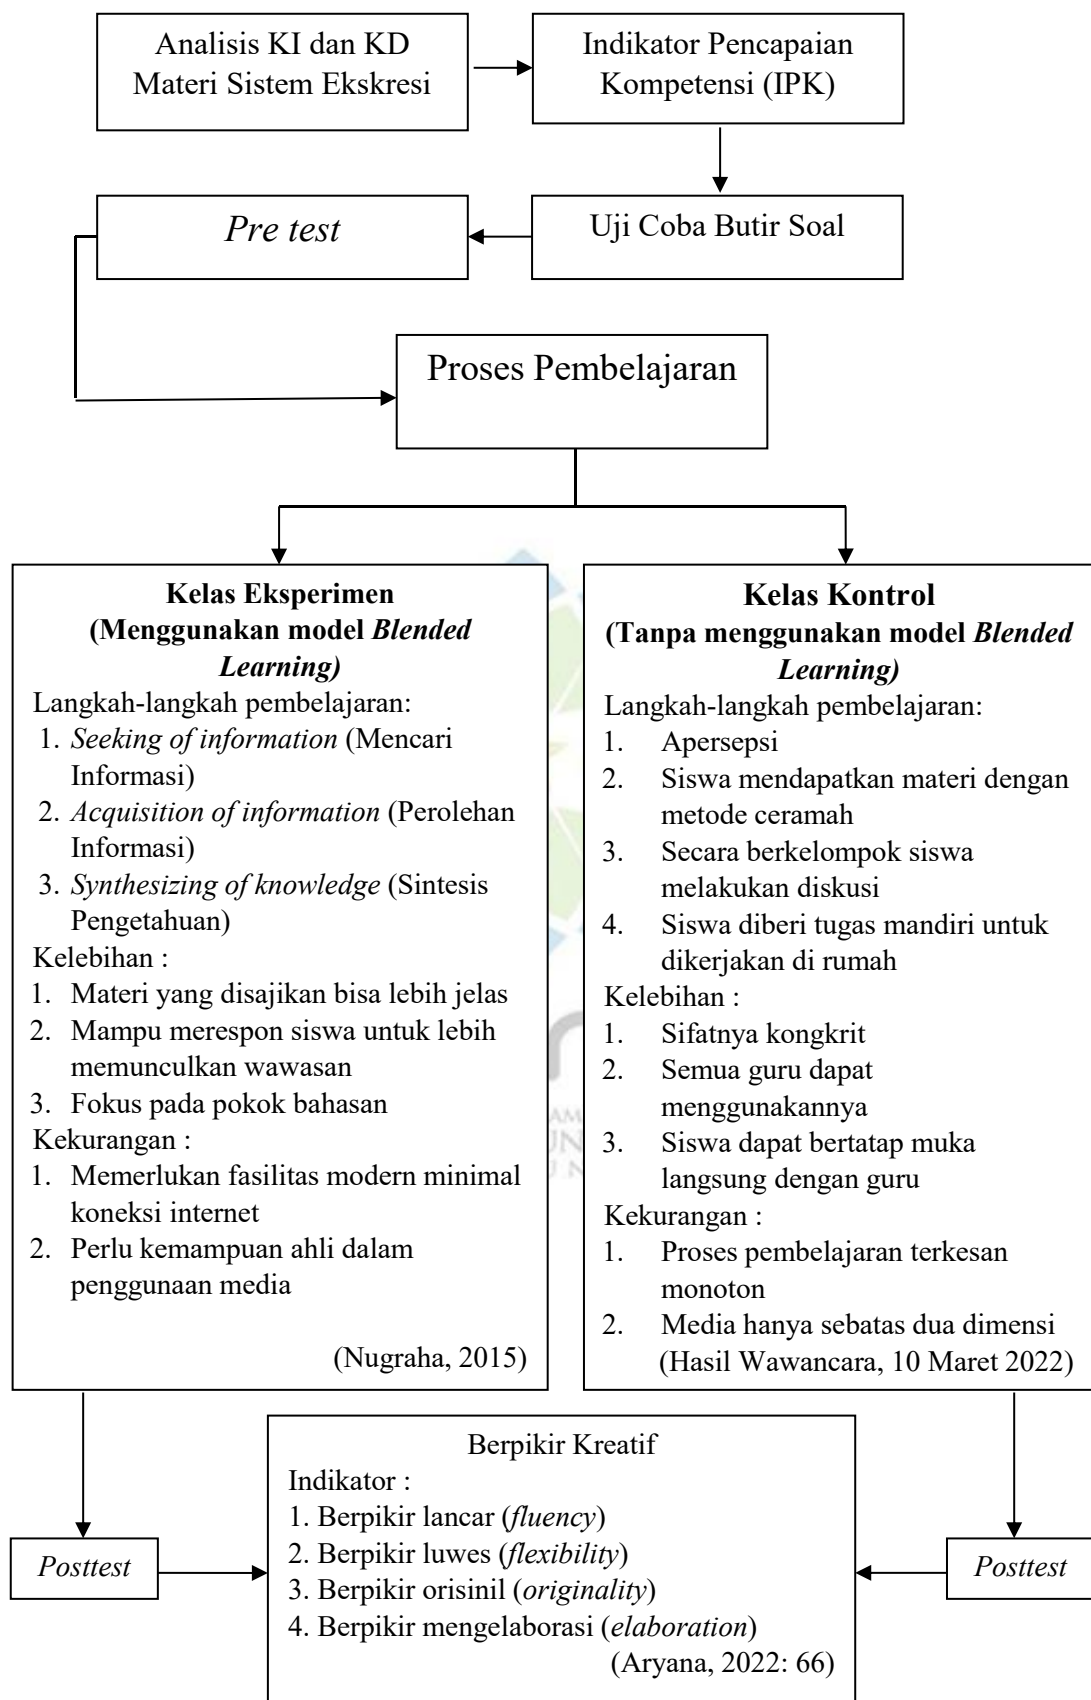 Analisis KI dan KD
Materi Sistem Ekskresi
Indikator Pencapaian
Kompetensi (IPK)
Pre test
Uji Coba Butir Soal
Proses Pembelajaran
Kelas Eksperimen
(Menggunakan model Blended
Learning)
Langkah-langkah pembelajaran:
1. Seeking of information (Mencari
Informasi)
2. Acquisition of information (Perolehan
Informasi)
3. Synthesizing of knowledge (Sintesis
Pengetahuan)
Kelebihan :
1. Materi yang disajikan bisa lebih jelas
2. Mampu merespon siswa untuk lebih
memunculkan wawasan
3. Fokus pada pokok bahasan
Kekurangan :
1. Memerlukan fasilitas modern minimal
koneksi internet
2. Perlu kemampuan ahli dalam
penggunaan media
(Nugraha, 2015)
Kelas Kontrol
(Tanpa menggunakan model Blended
Learning)
Langkah-langkah pembelajaran:
1. Apersepsi
2. Siswa mendapatkan materi dengan
metode ceramah
3. Secara berkelompok siswa
melakukan diskusi
4. Siswa diberi tugas mandiri untuk
dikerjakan di rumah
Kelebihan :
1. Sifatnya kongkrit
2. Semua guru dapat
menggunakannya
3. Siswa dapat bertatap muka
langsung dengan guru
Kekurangan :
1. Proses pembelajaran terkesan
monoton
2. Media hanya sebatas dua dimensi
(Hasil Wawancara, 10 Maret 2022)
Berpikir Kreatif
Indikator :
1. Berpikir lancar (fluency)
2. Berpikir luwes (flexibility)
3. Berpikir orisinil (originality)
4. Berpikir mengelaborasi (elaboration)
(Aryana, 2022: 66)
Posttest
Posttest